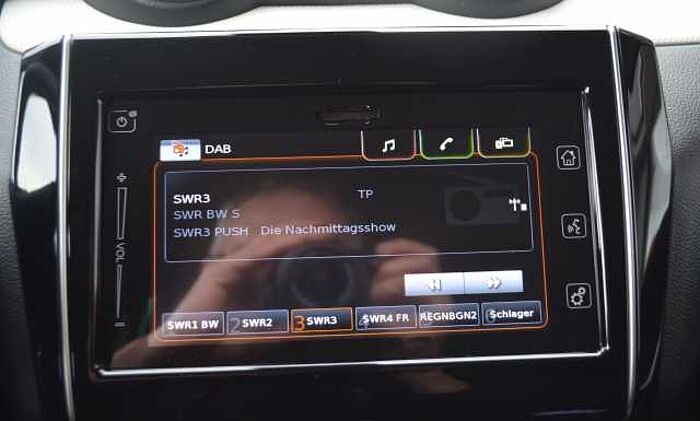 DAB
SWR3 TP
SWR BW S
SWR3 PUSH Die Nachmittagsshow
+
VOL
−
SWR1 BW 2 SWR2 3 SWR3 4 SWR4 FR REGNBGN2 Schlager